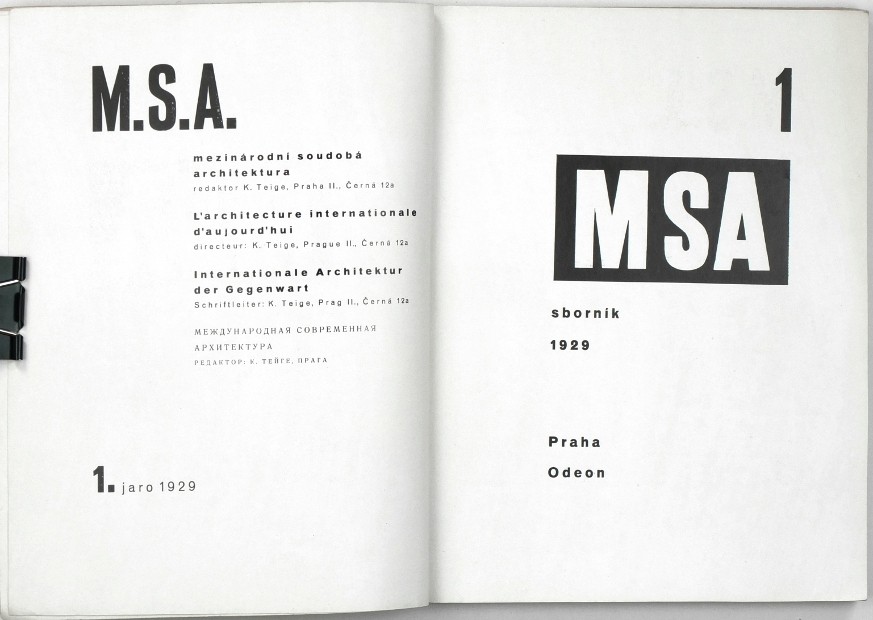 M.S.A.
mezinárodní soudobá
architektura
redaktor K. Teige, Praha II., Černá 12a
L'architecture internationale
d'aujourd'hui
directeur: K. Teige, Prague II., Černá 12a
Internationale Architektur
der Gegenwart
Schriftleiter: K. Teige, Prag II., Černá 12a
МЕЖДУНАРОДНАЯ СОВРЕМЕННАЯ
АРХИТЕКТУРА
РЕДАКТОР: К. ТЕЙГЕ, ПРАГА
1. jaro 1929
1
MSA
sborník
1929
Praha
Odeon